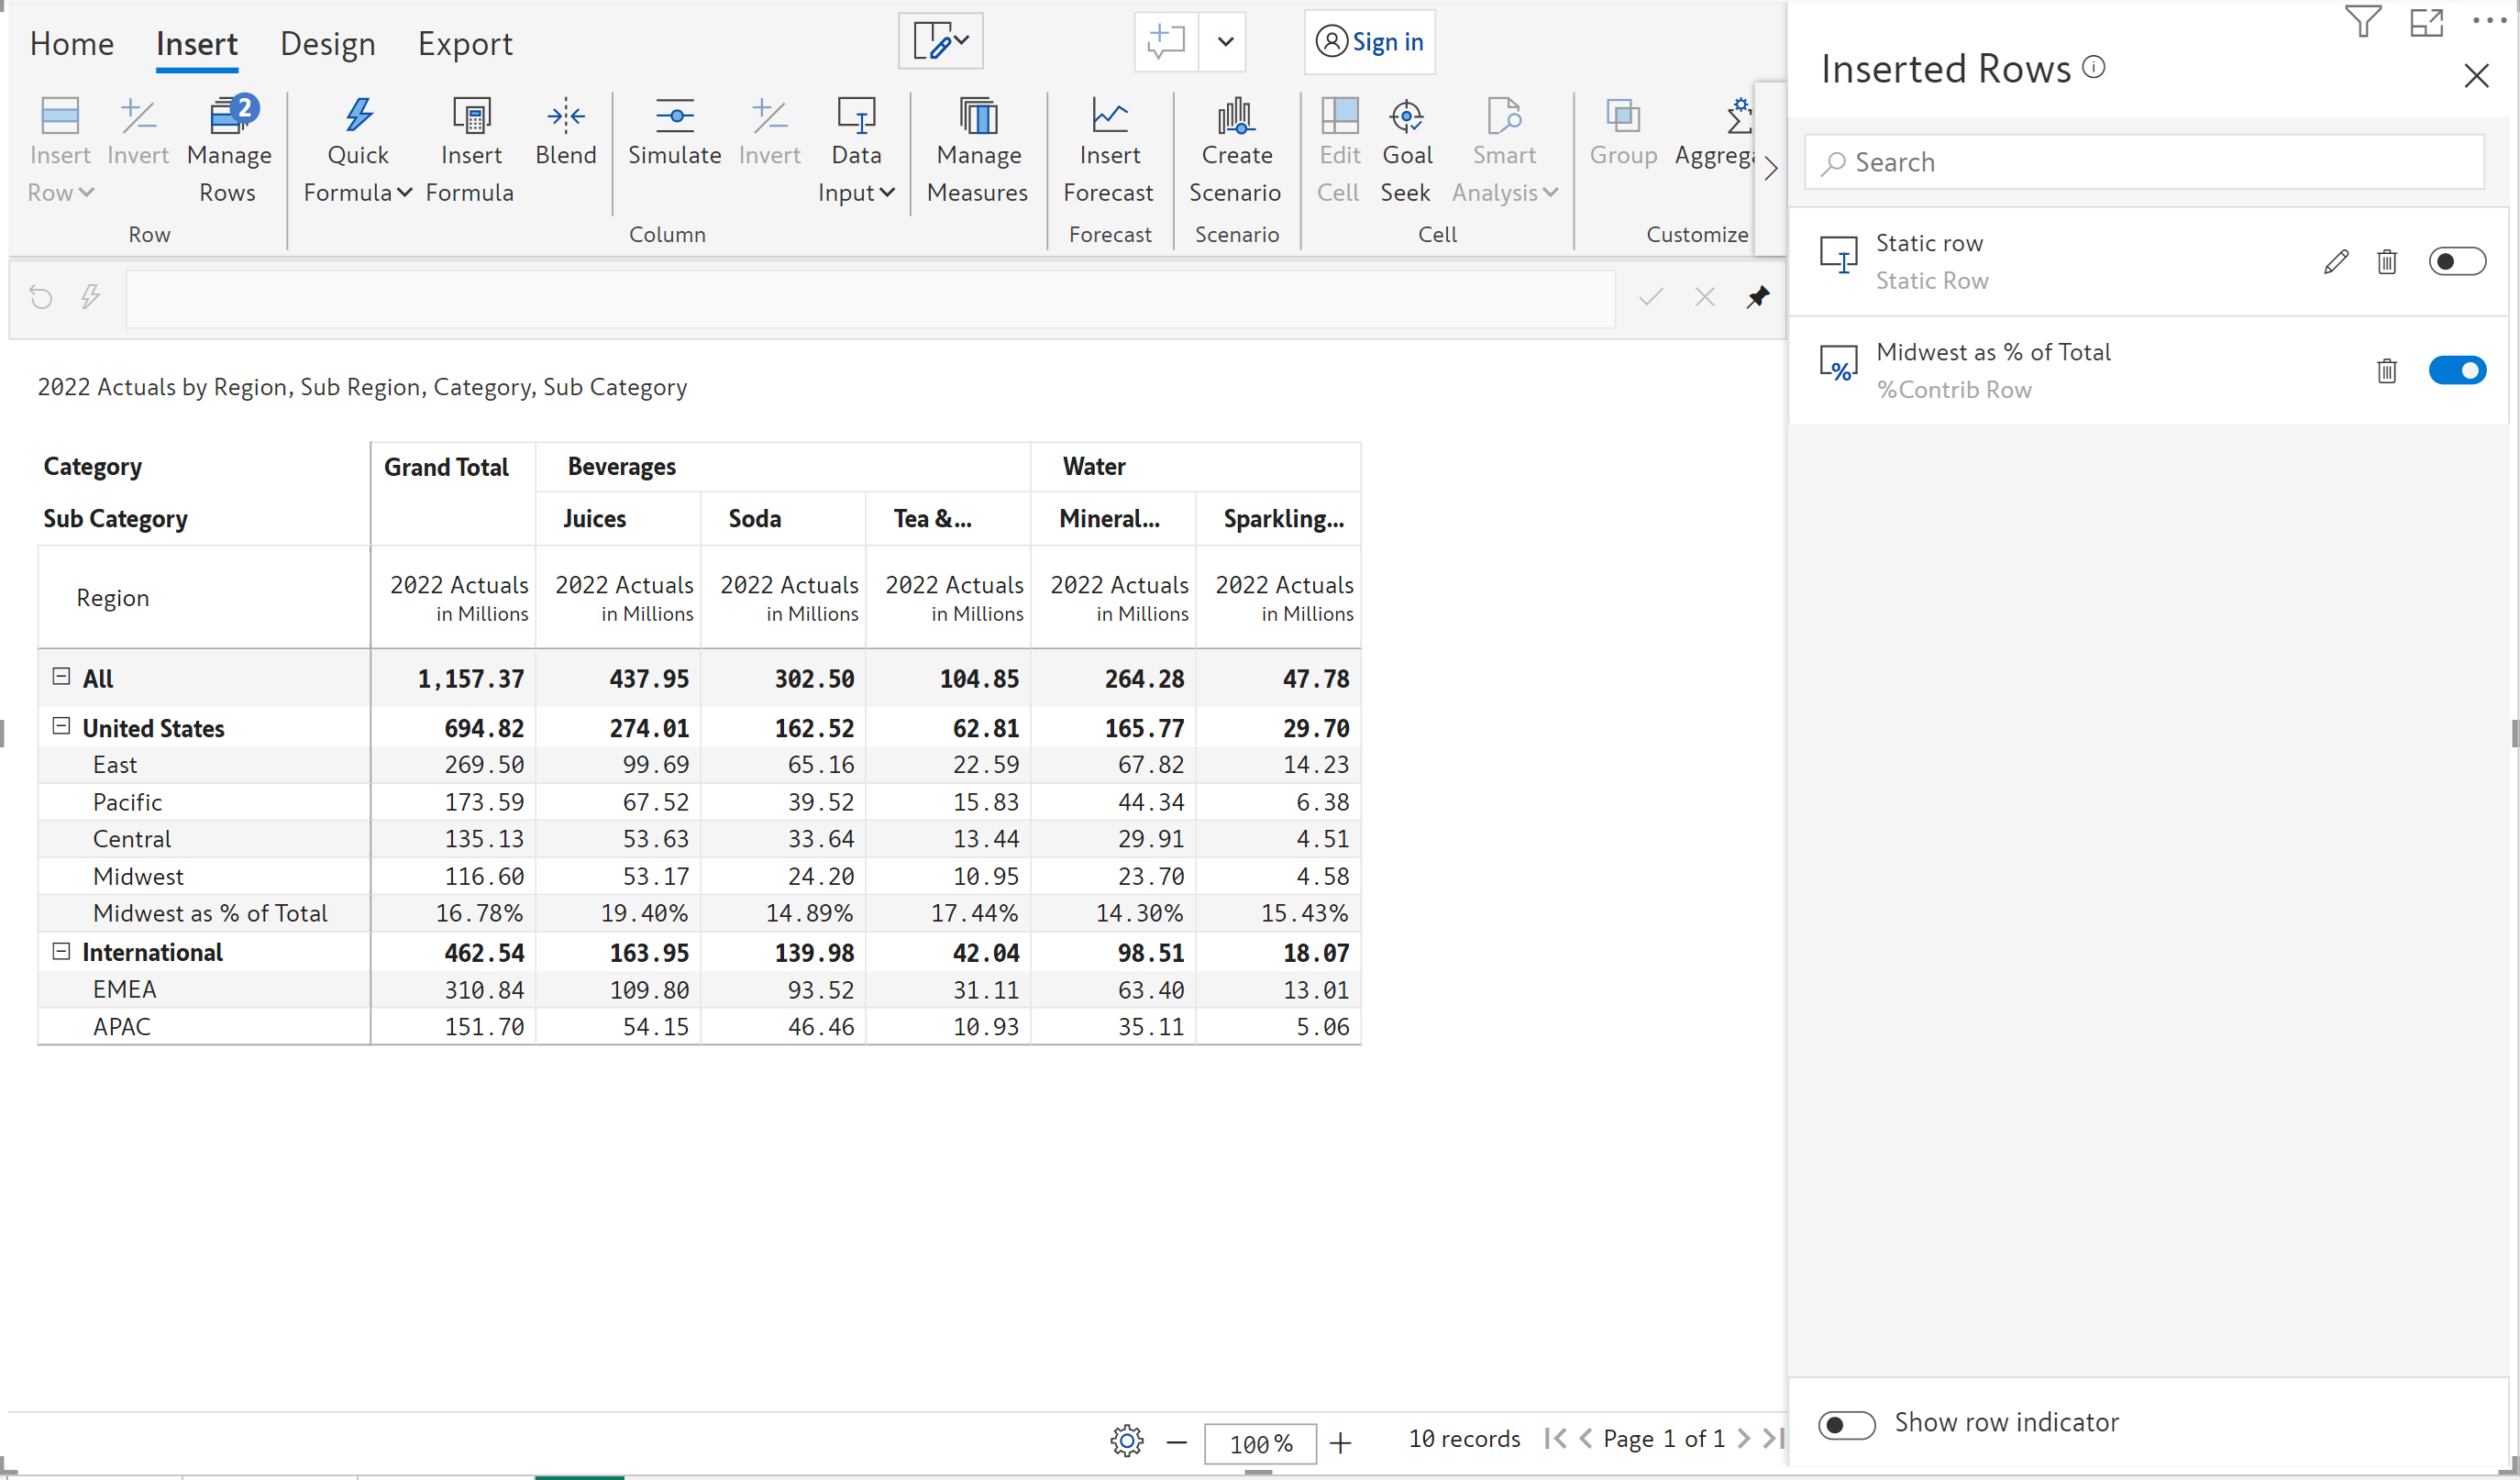 Home Insert Design Export Sign in
Insert Row Invert Manage Rows 2 Quick Formula Insert Formula Blend Simulate Invert Data Input Manage Measures Insert Forecast Create Scenario Edit Cell Goal Seek Smart Analysis Group Aggrega
Row Column Forecast Scenario Cell Customize
2022 Actuals by Region, Sub Region, Category, Sub Category
Category Grand Total Beverages Water
Sub Category Juices Soda Tea &... Mineral... Sparkling...
Region 2022 Actuals 2022 Actuals 2022 Actuals 2022 Actuals 2022 Actuals 2022 Actuals
in Millions in Millions in Millions in Millions in Millions in Millions
All 1,157.37 437.95 302.50 104.85 264.28 47.78
United States 694.82 274.01 162.52 62.81 165.77 29.70
East 269.50 99.69 65.16 22.59 67.82 14.23
Pacific 173.59 67.52 39.52 15.83 44.34 6.38
Central 135.13 53.63 33.64 13.44 29.91 4.51
Midwest 116.60 53.17 24.20 10.95 23.70 4.58
Midwest as % of Total 16.78% 19.40% 14.89% 17.44% 14.30% 15.43%
International 462.54 163.95 139.98 42.04 98.51 18.07
EMEA 310.84 109.80 93.52 31.11 63.40 13.01
APAC 151.70 54.15 46.46 10.93 35.11 5.06
100 % 10 records Page 1 of 1
Inserted Rows
Search
Static row
Static Row
Midwest as % of Total
%Contrib Row
Show row indicator